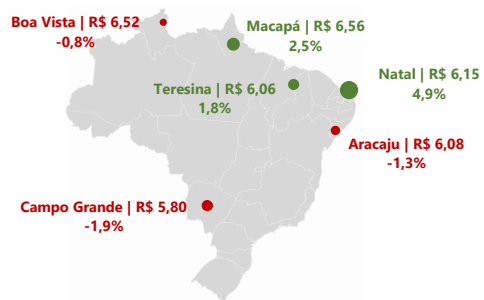 Boa Vista | R$ 6,52
-0,8%
Macapá | R$ 6,56
2,5%
Teresina | R$ 6,06
1,8%
Natal | R$ 6,15
4,9%
Aracaju | R$ 6,08
-1,3%
Campo Grande | R$ 5,80
-1,9%